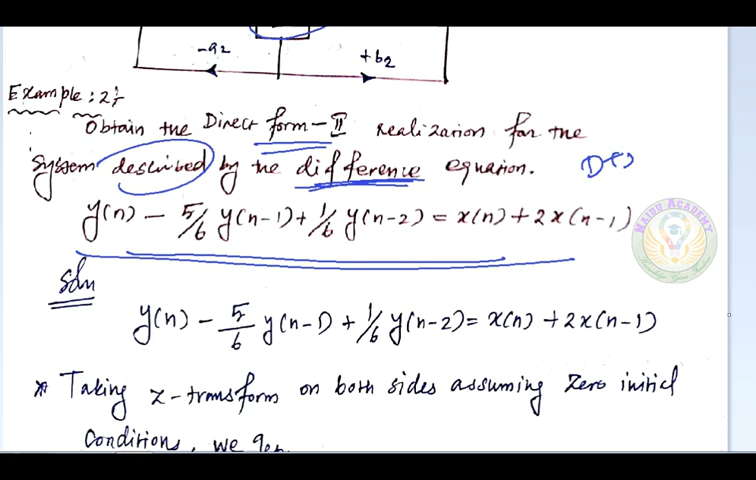 -a2
+b2
Example:2:-
Obtain the Direct form-II Realization for the
System described by the difference equation.
y(n) - 5/6 y(n-1) + 1/6 y(n-2) = x(n) + 2x(n-1)
NAIDU ACADEMY
Soln
y(n) - 5/6 y(n-1) + 1/6 y(n-2) = x(n) + 2x(n-1)
* Taking z-transform on both sides assuming Zero initial
Conditions, we get